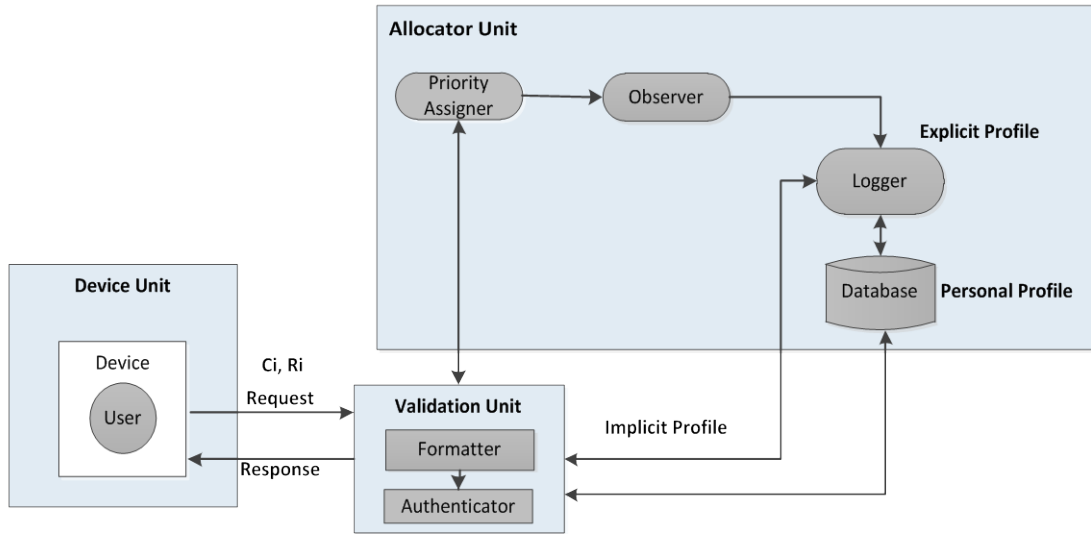 Allocator Unit
Priority
Assigner
Observer
Explicit Profile
Logger
Database
Personal Profile
Device Unit
Device
User
Ci, Ri
Request
Response
Validation Unit
Formatter
Authenticator
Implicit Profile